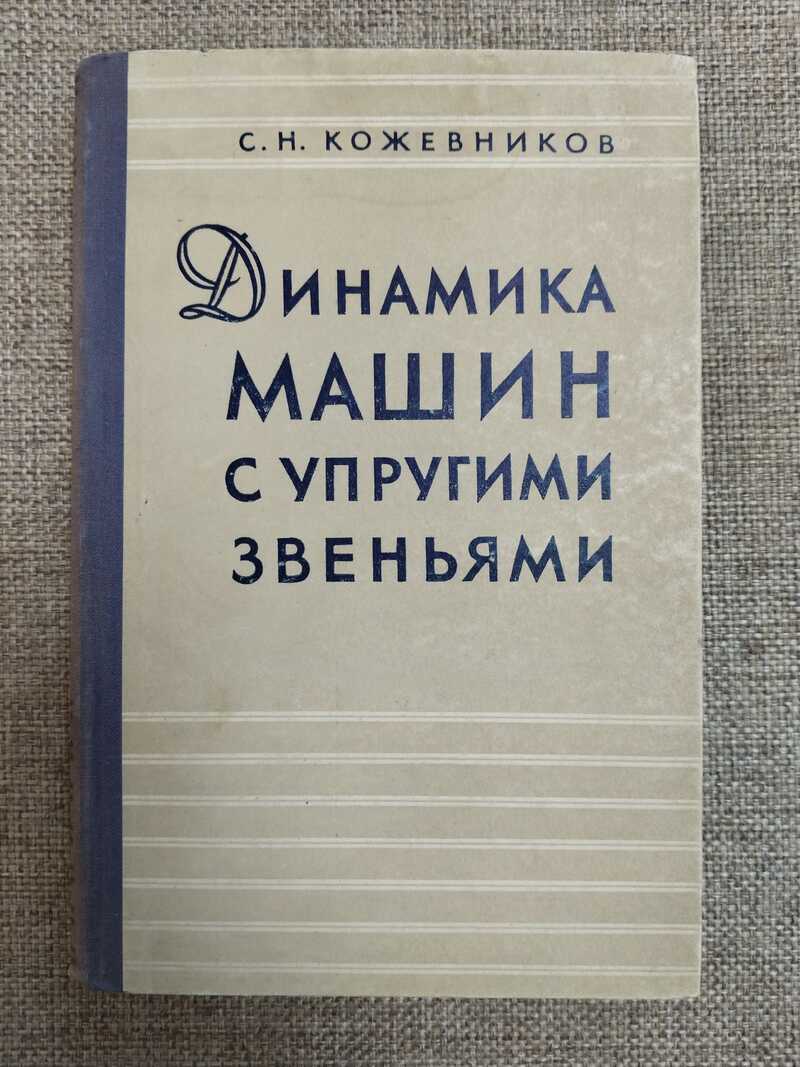 С. Н. КОЖЕВНИКОВ
ДИНАМИКА
МАШИН
С УПРУГИМИ
ЗВЕНЬЯМИ